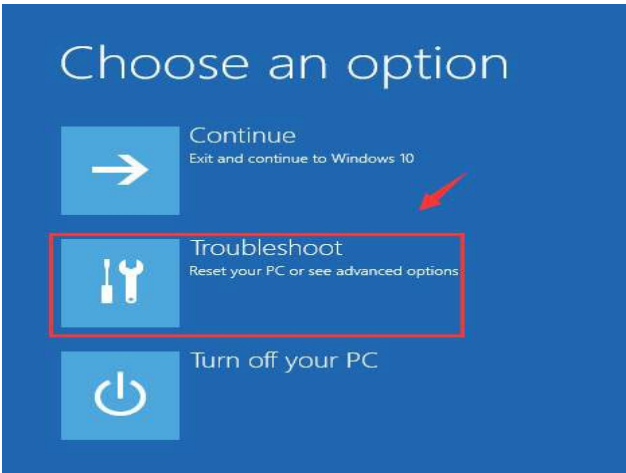 Choose an option
Continue
Exit and continue to Windows 10
Troubleshoot
Reset your PC or see advanced options
Turn off your PC